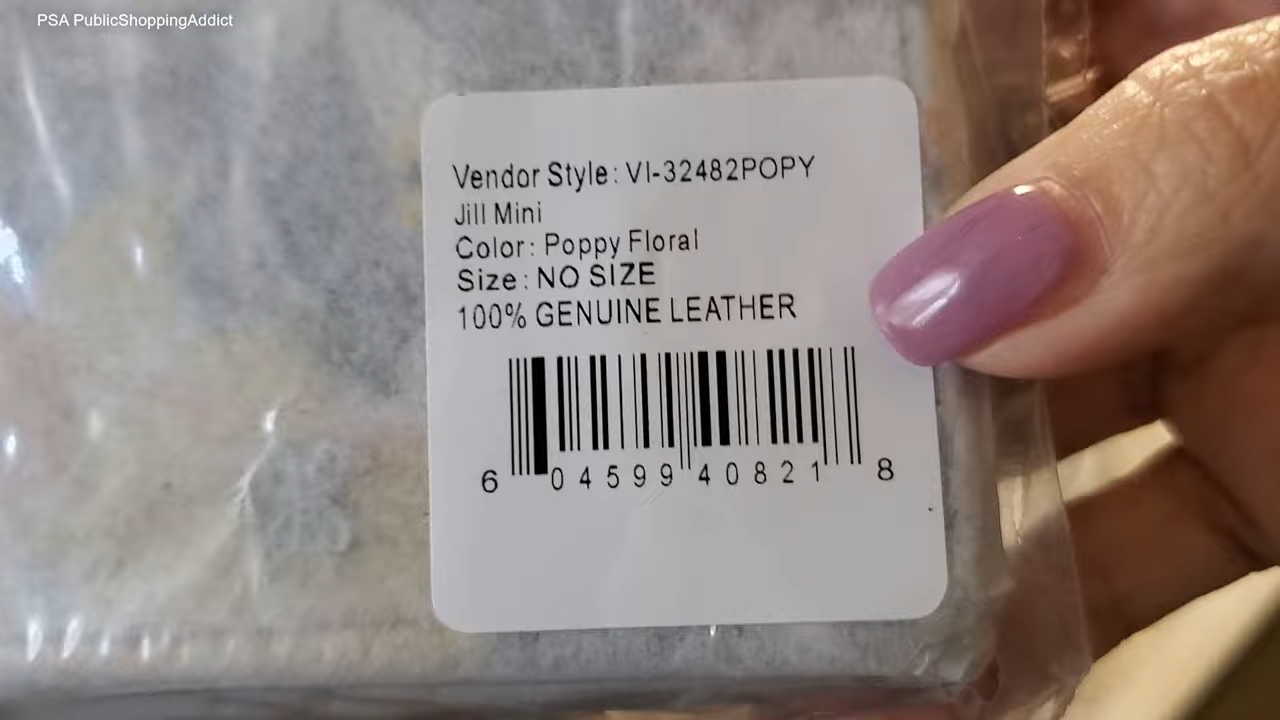 PSA PublicShoppingAddict
Vendor Style: VI-32482POPY
Jill Mini
Color: Poppy Floral
Size: NO SIZE
100% GENUINE LEATHER
6 04599 40821 8